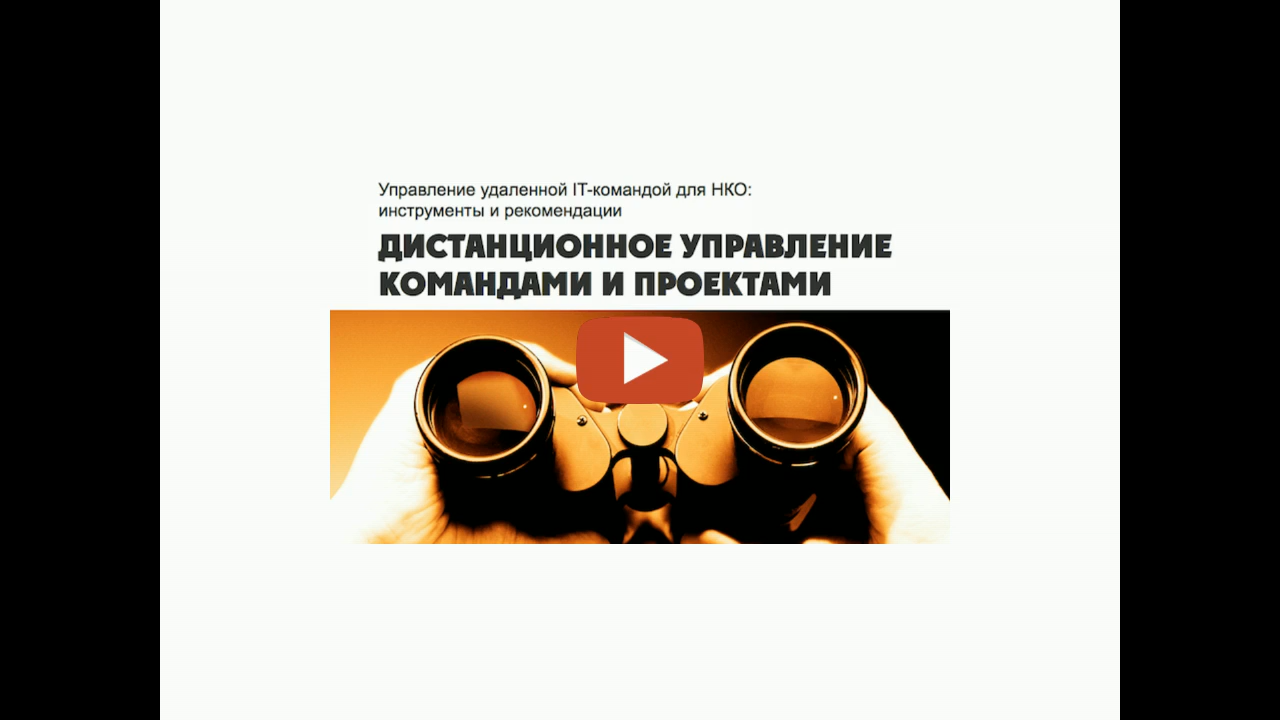 Управление удаленной IT-командой для НКО:
инструменты и рекомендации
ДИСТАНЦИОННОЕ УПРАВЛЕНИЕ
КОМАНДАМИ И ПРОЕКТАМИ